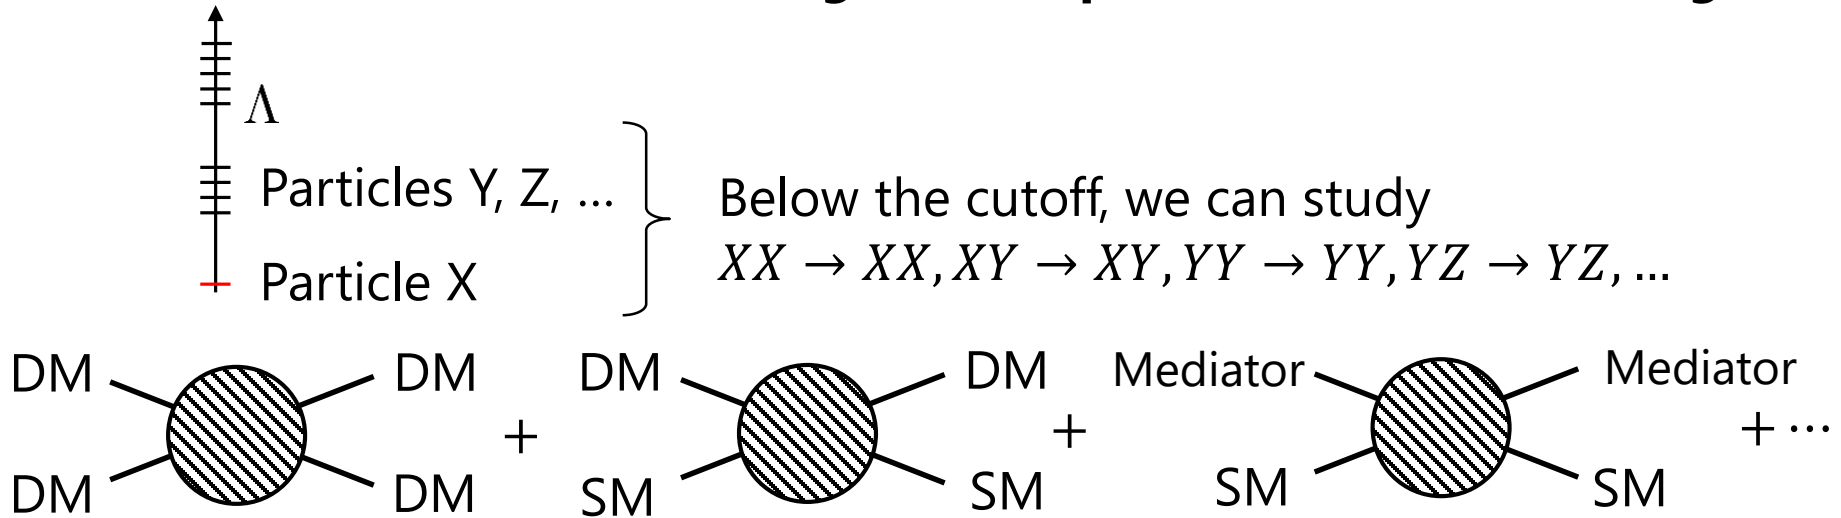 Λ
Particles Y, Z, ...
Particle X
Below the cutoff, we can study
𝑋𝑋 → 𝑋𝑋, 𝑋𝑌 → 𝑋𝑌, 𝑌𝑌 → 𝑌𝑌, 𝑌𝑍 → 𝑌𝑍, ...
DM DM DM DM Mediator Mediator
+ + + ⋯
DM DM SM SM SM SM